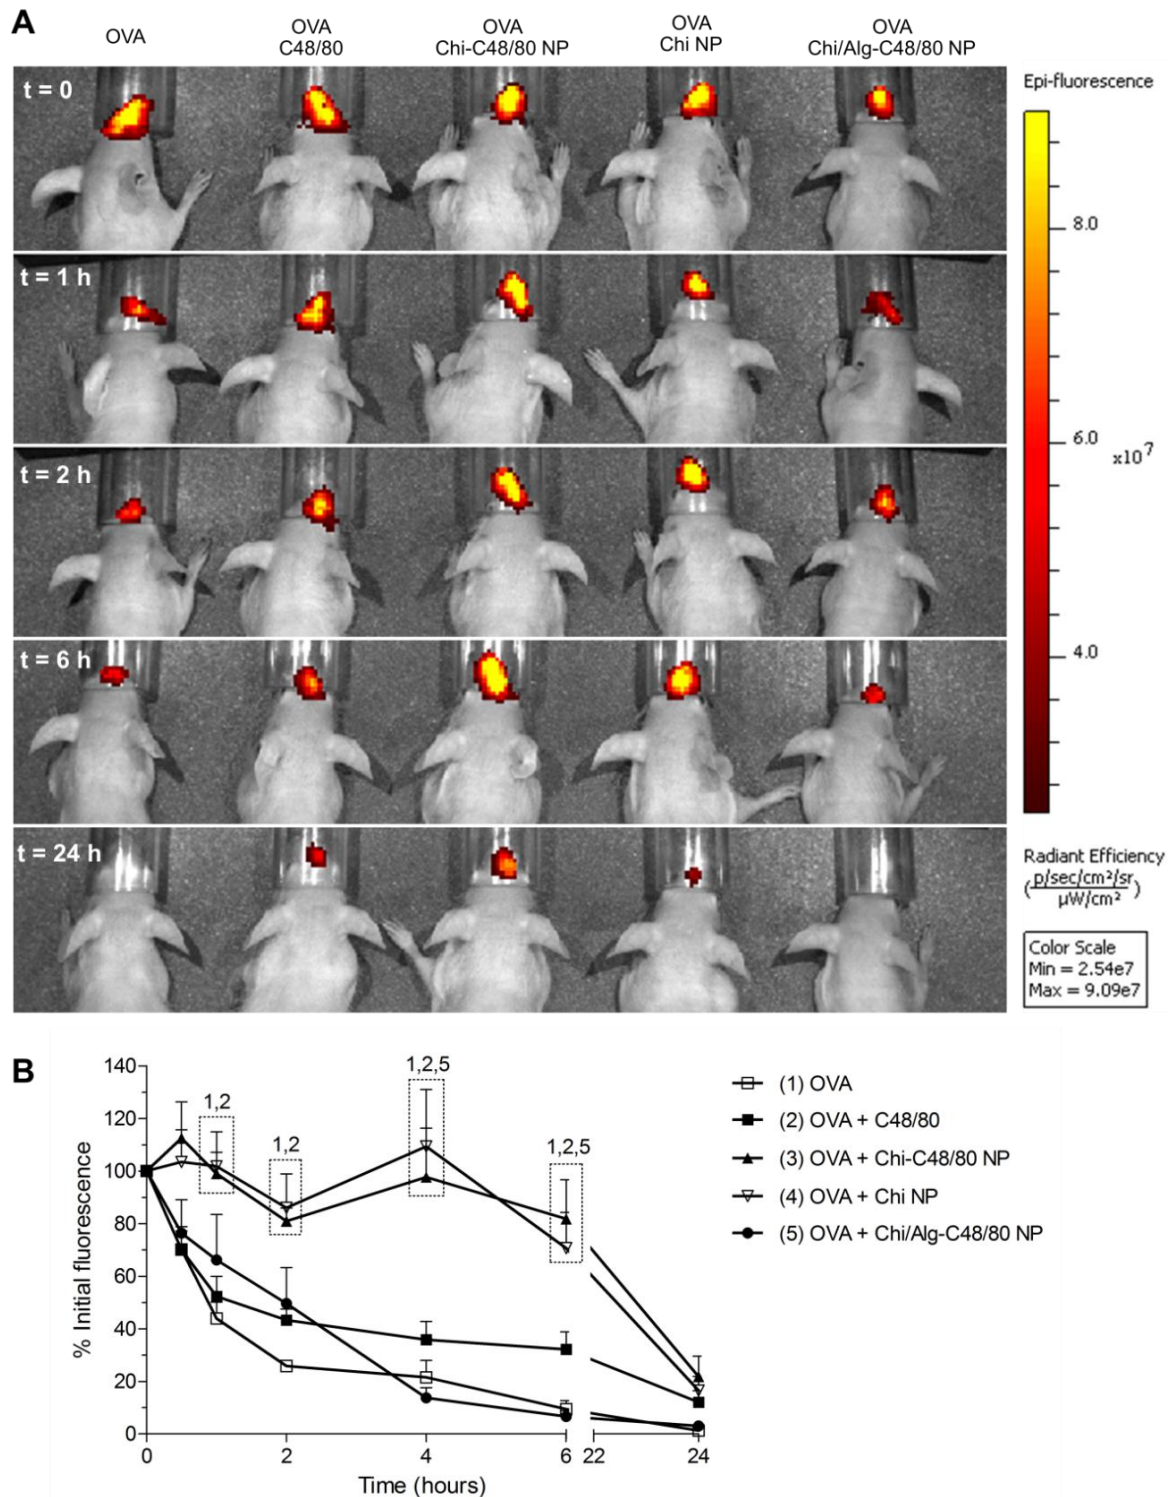 A
OVA
OVA
C48/80
OVA
Chi-C48/80 NP
OVA
Chi NP
OVA
Chi/Alg-C48/80 NP
t = 0
t = 1 h
t = 2 h
t = 6 h
t = 24 h
Epi-fluorescence
8.0
6.0
x10⁷
4.0
Radiant Efficiency
(p/sec/cm²/sr
µW/cm²)
Color Scale
Min = 2.54e7
Max = 9.09e7
B
% Initial fluorescence
140
120
100
80
60
40
20
0
1,2
1,2
1,2,5
1,2,5
0
2
4
6
22
24
Time (hours)
(1) OVA
(2) OVA + C48/80
(3) OVA + Chi-C48/80 NP
(4) OVA + Chi NP
(5) OVA + Chi/Alg-C48/80 NP